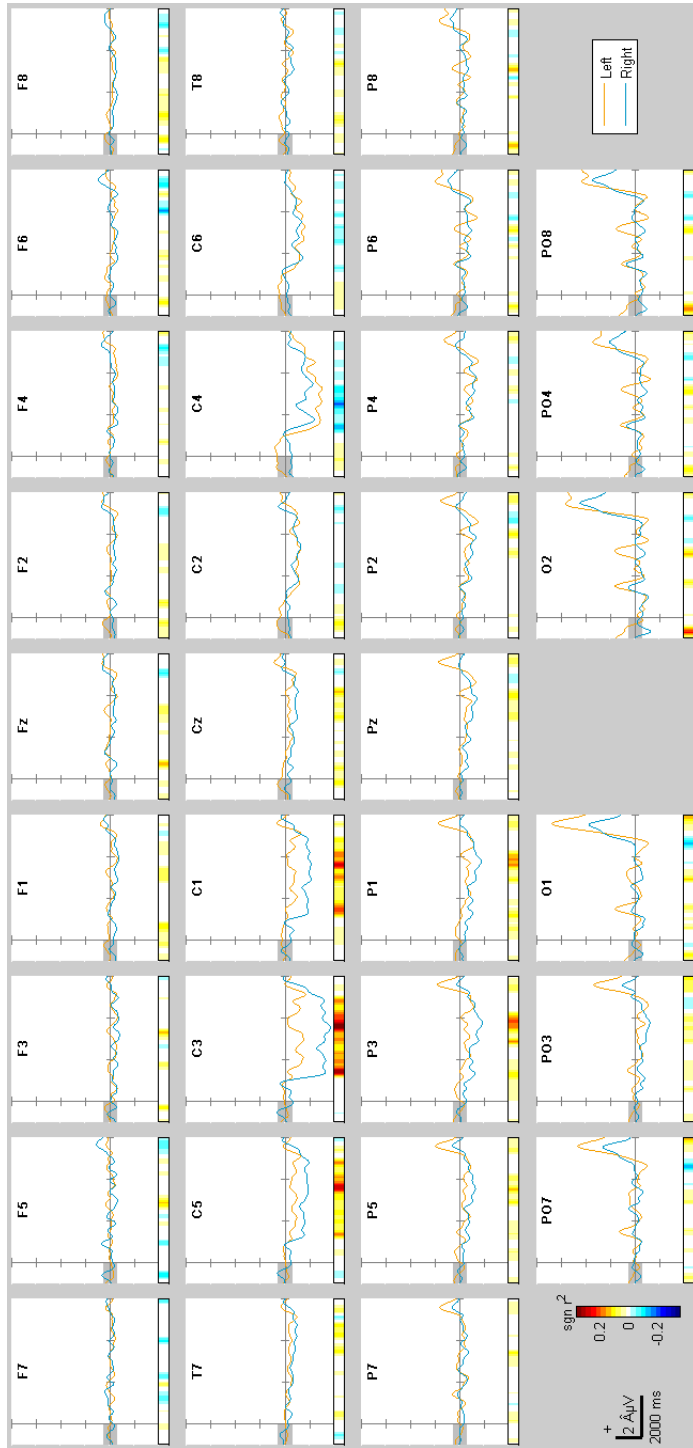 F7 F5 F3 F1 Fz F2 F4 F6 F8
T7 C5 C3 C1 Cz C2 C4 C6 T8
P7 P5 P3 P1 Pz P2 P4 P6 P8
PO7 PO3 O1 O2 PO4 PO8
+
2 ÂµV
2000 ms
sgn r²
0.2
0
-0.2
Left
Right